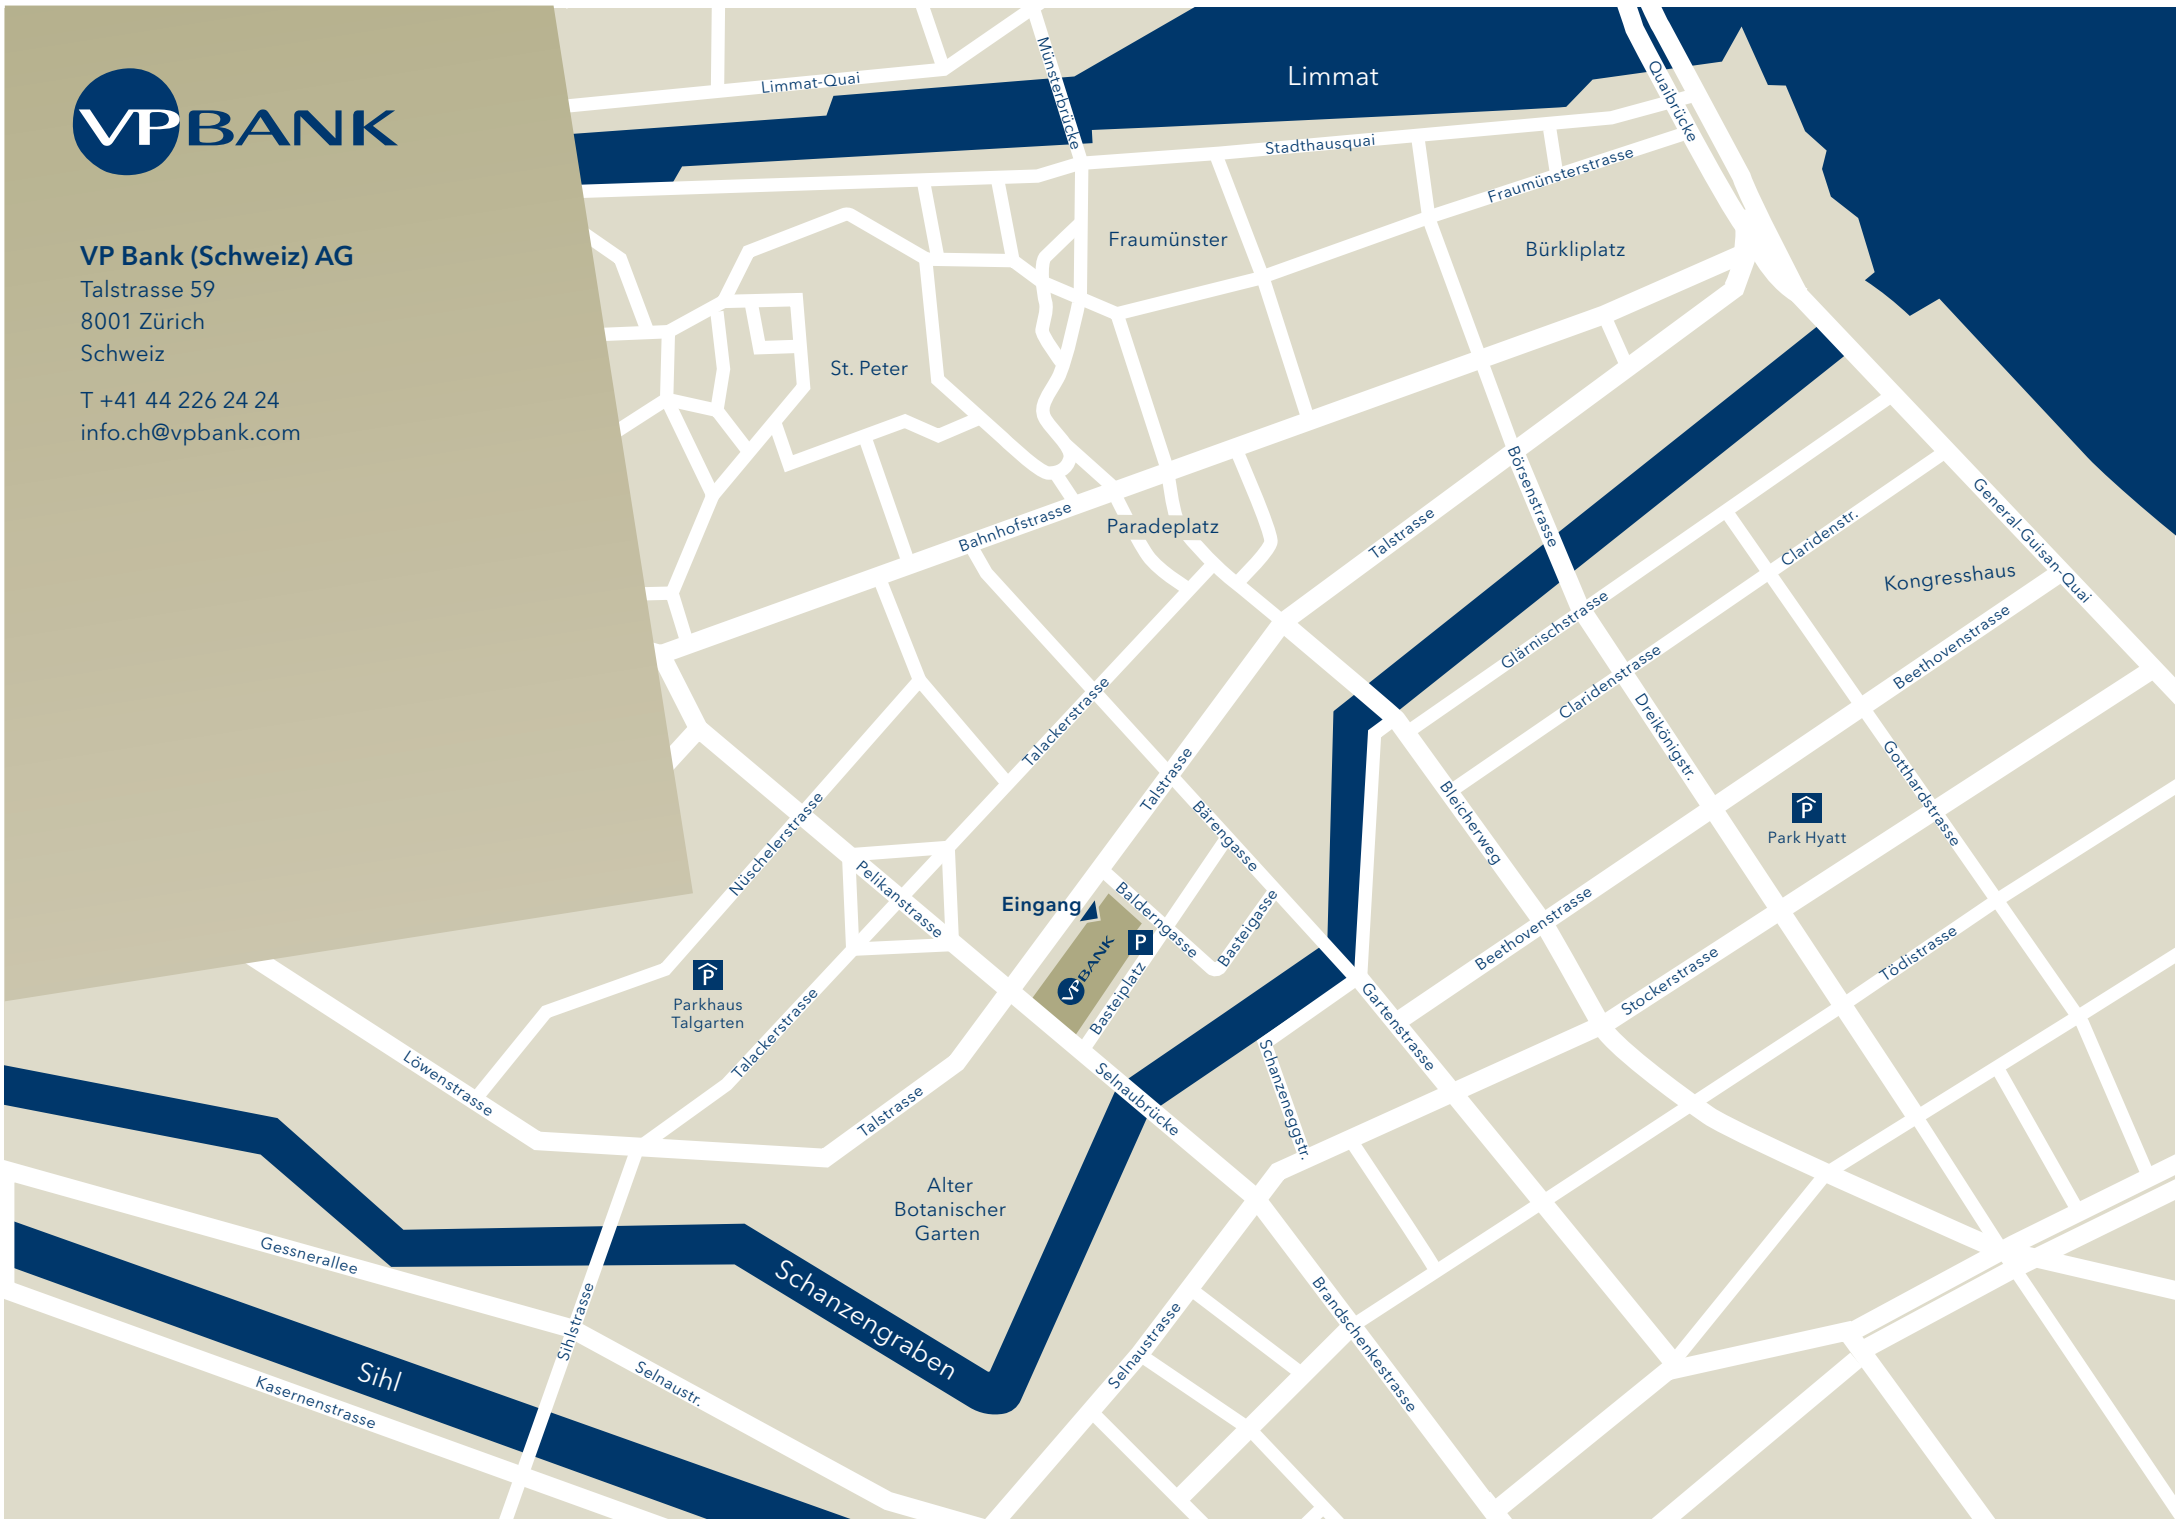 VP BANK
VP Bank (Schweiz) AG
Talstrasse 59
8001 Zürich
Schweiz
T +41 44 226 24 24
info.ch@vpbank.com
Limmat-Quai
Münsterbrücke
Limmat
Quaibrücke
Stadthausquai
Fraumünsterstrasse
Fraumünster
Bürkliplatz
St. Peter
Bahnhofstrasse
Paradeplatz
Talstrasse
Börsenstrasse
Claridenstr.
General-Guisan-Quai
Kongresshaus
Glärnischstrasse
Beethovenstrasse
Claridenstrasse
Dreikönigstr.
Talackerstrasse
Talstrasse
Bärengasse
Bleicherweg
Gotthardstrasse
P
Park Hyatt
Nüschelerstrasse
Pelikanstrasse
Eingang
Balderngasse
Basteigasse
P
VP BANK
Basteiplatz
Beethovenstrasse
Stockerstrasse
Tödistrasse
P
Parkhaus
Talgarten
Talackerstrasse
Gartenstrasse
Schanzeneggstr.
Löwenstrasse
Talstrasse
Selnaubrücke
Alter
Botanischer
Garten
Gessnerallee
Schanzengraben
Sihlstrasse
Sihl
Selnaustr.
Selnaustrasse
Brandschenkestrasse
Kasernenstrasse